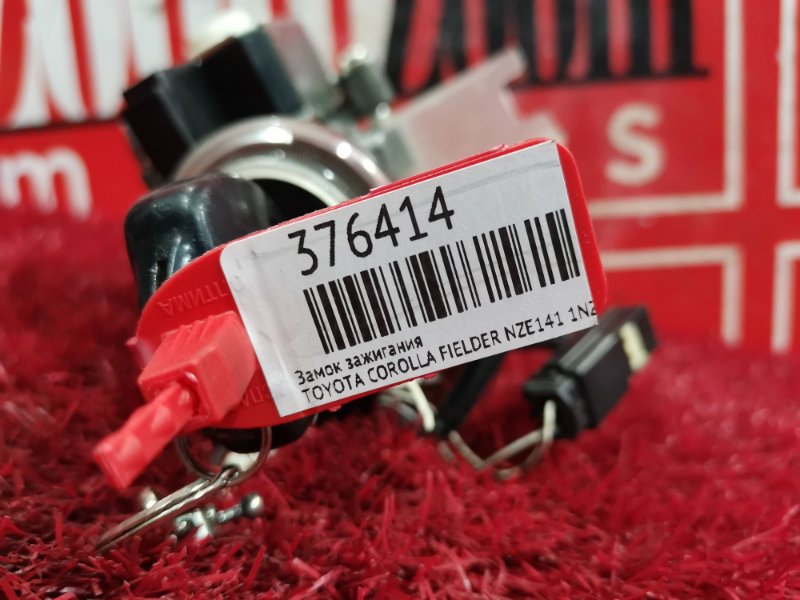 m
s
376414
Замок зажигания
TOYOTA COROLLA FIELDER NZE141 1NZ